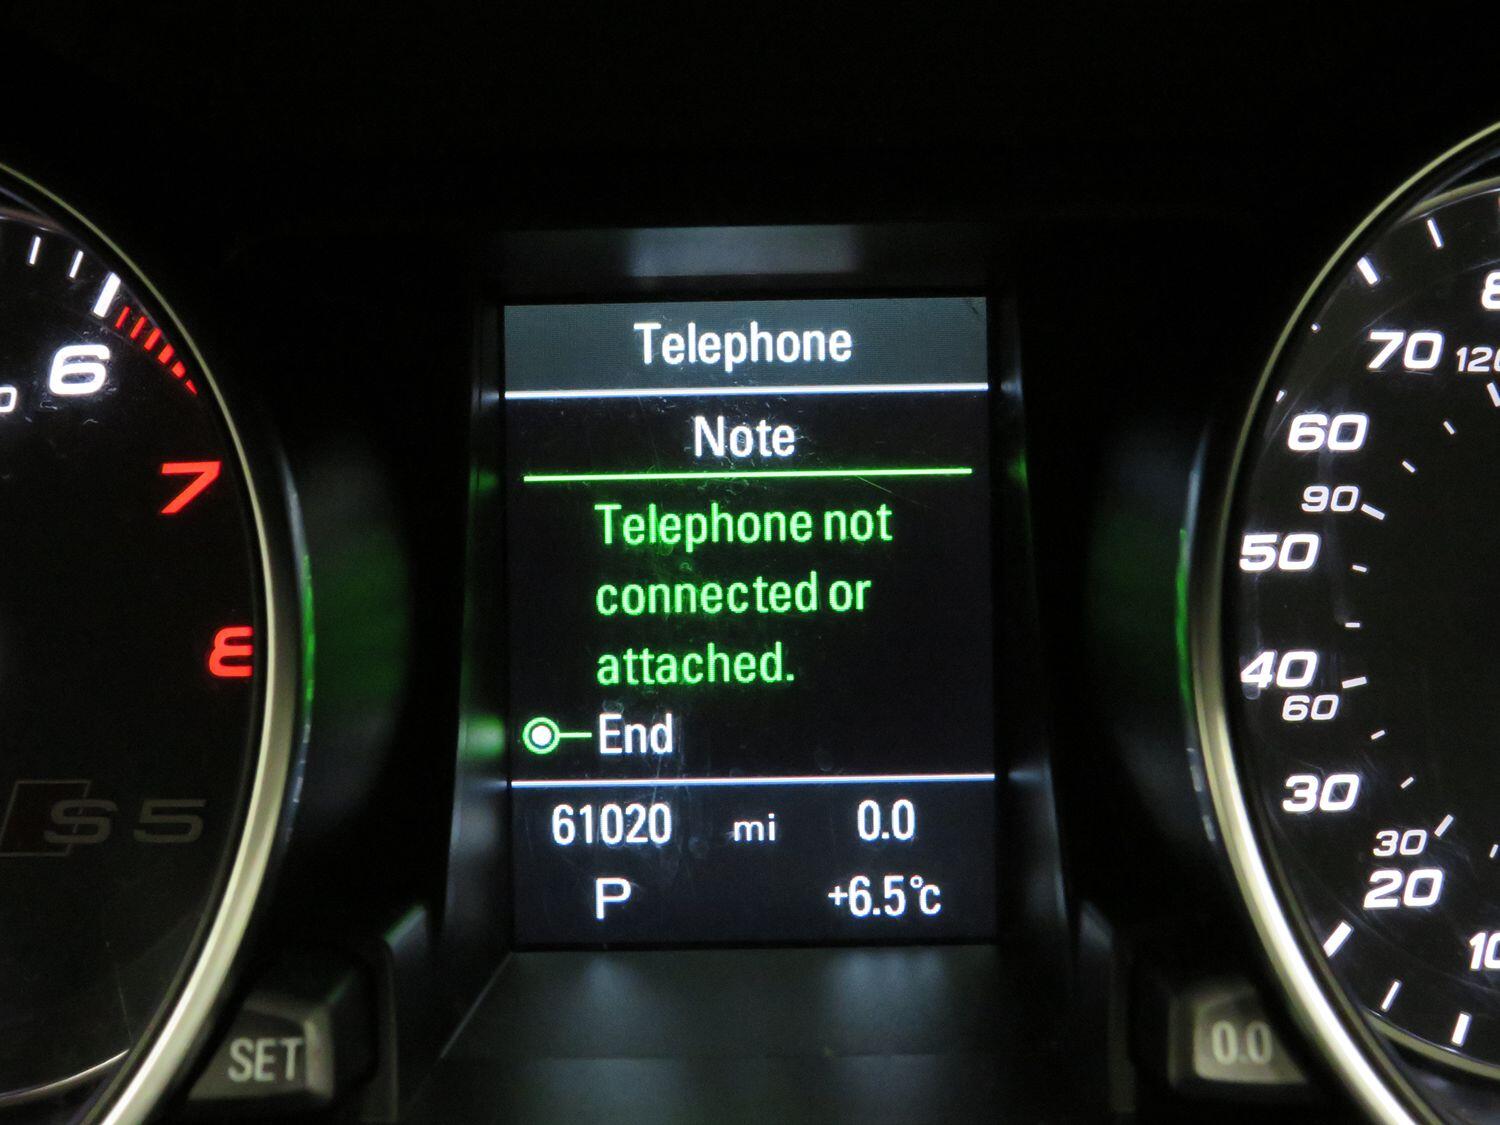 Telephone
Note
Telephone not
connected or
attached.
End
61020 mi 0.0
P +6.5°c
6
7
8
S5
SET
70
60
90
50
40
60
30
30
20
0.0